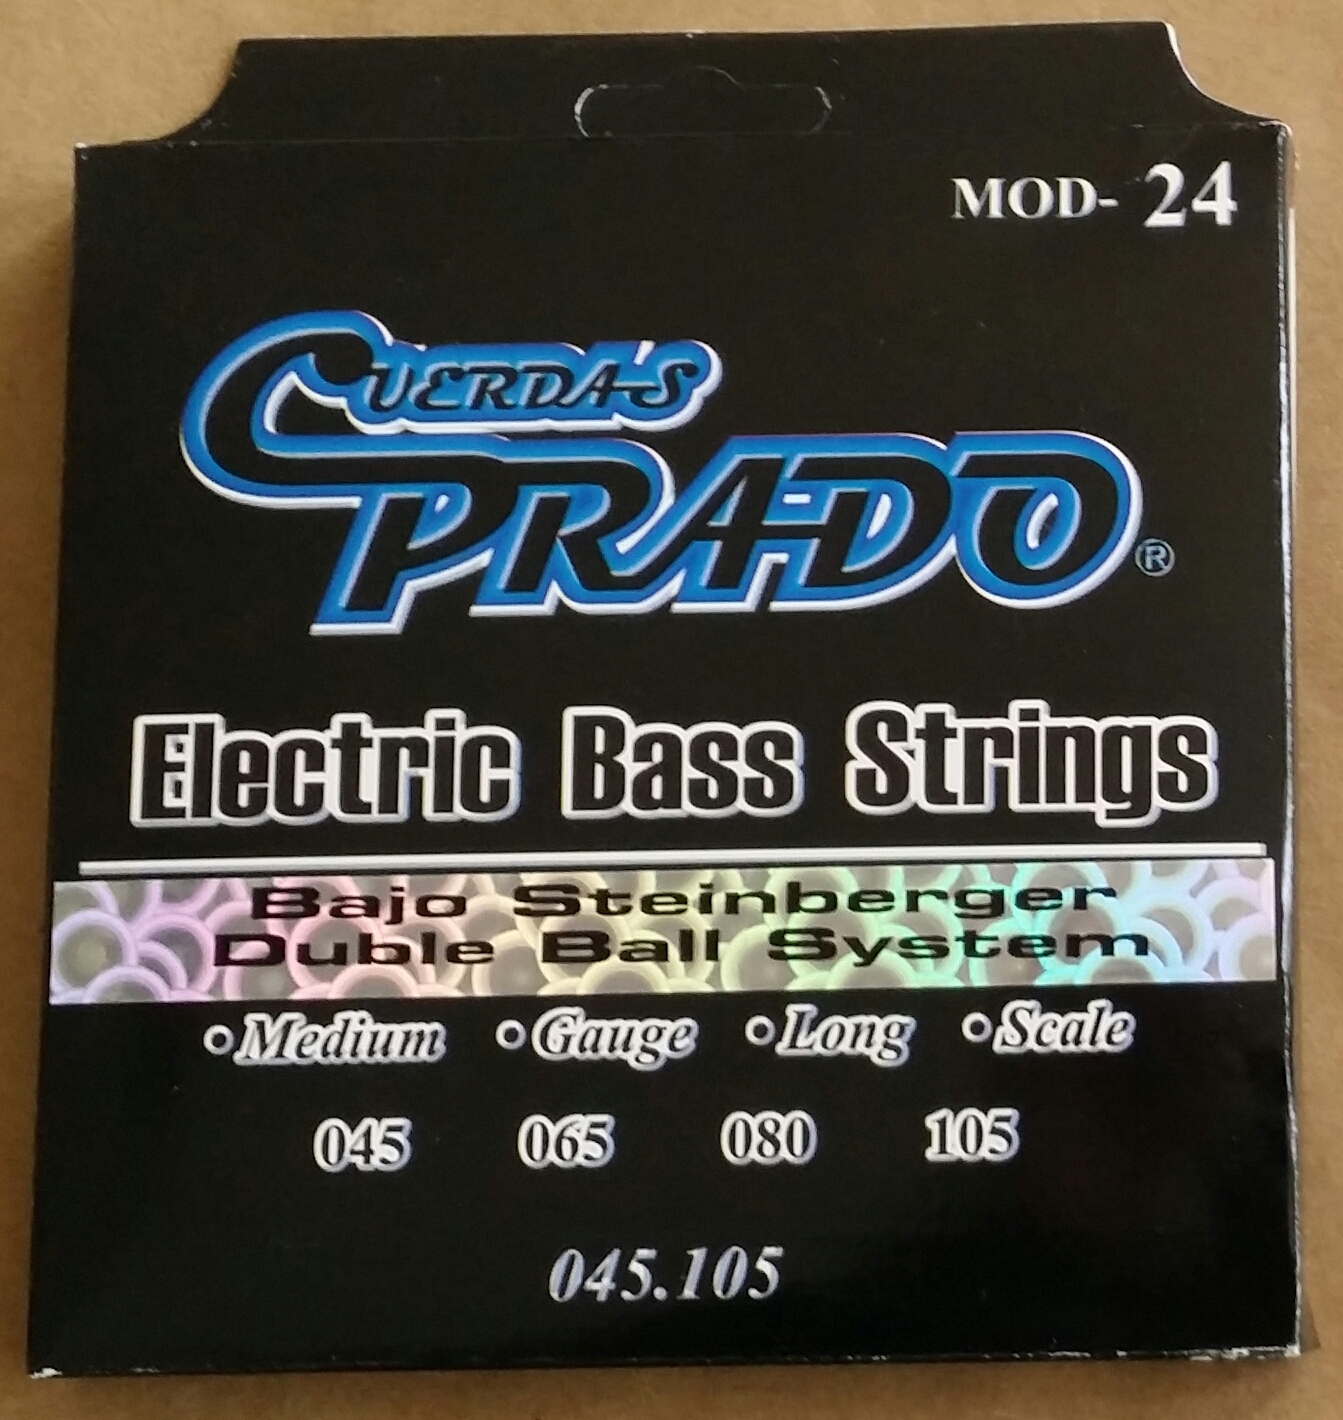 MOD- 24
CUERDA'S
PRADO®
Electric Bass Strings
Bajo Steinberger
Duble Ball System
• Medium • Gauge • Long • Scale
045 065 080 105
045.105